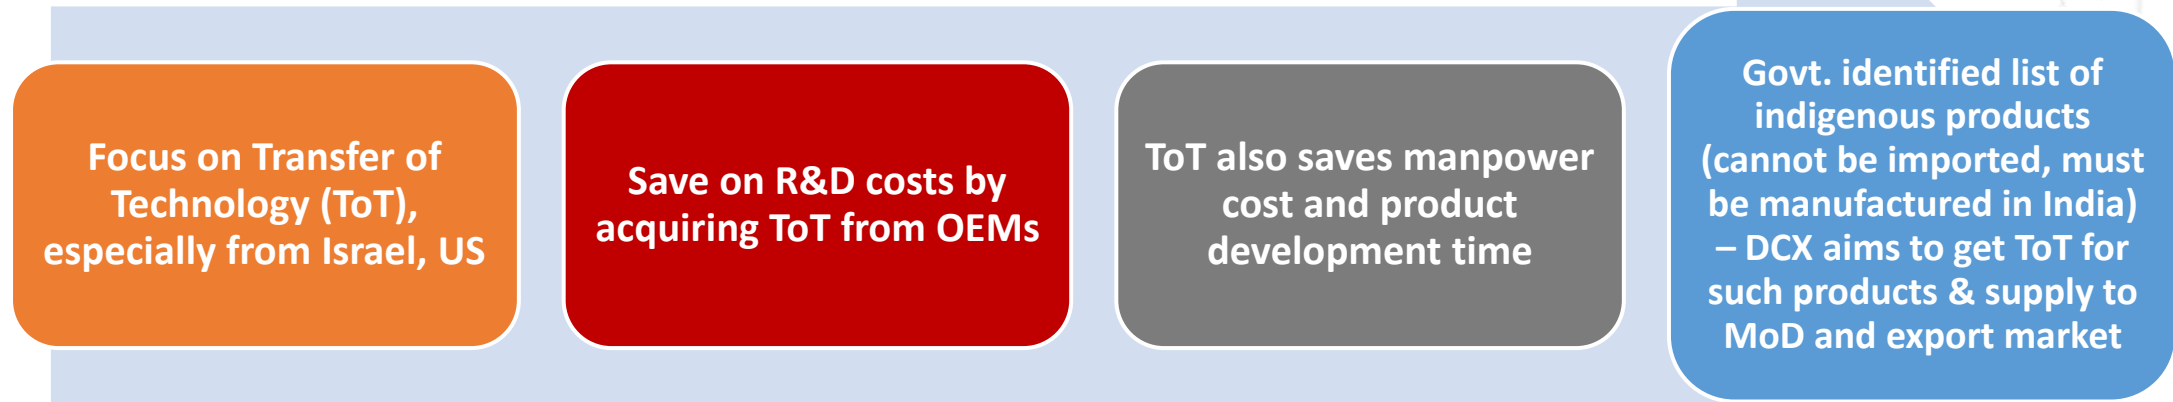 Focus on Transfer of
Technology (ToT),
especially from Israel, US
Save on R&D costs by
acquiring ToT from OEMs
ToT also saves manpower
cost and product
development time
Govt. identified list of
indigenous products
(cannot be imported, must
be manufactured in India)
– DCX aims to get ToT for
such products & supply to
MoD and export market